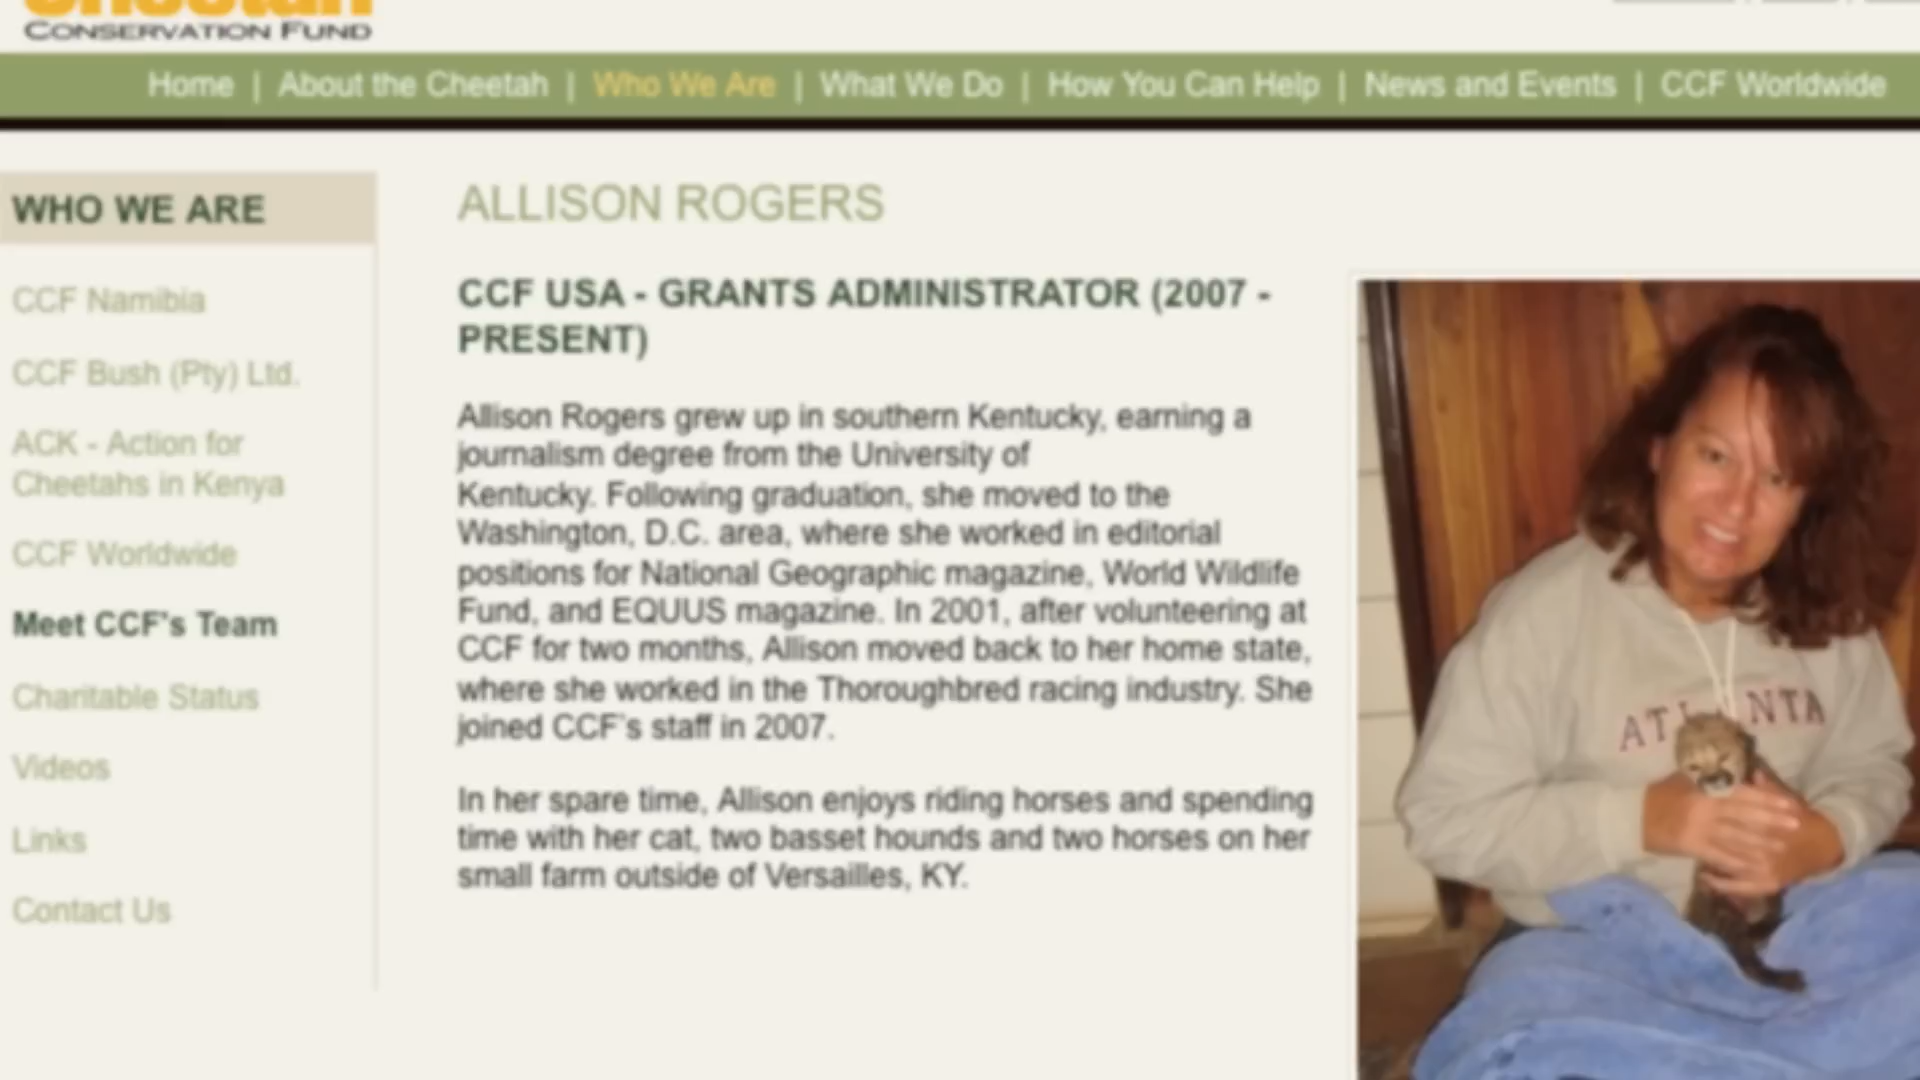 Cheetah
CONSERVATION FUND
Home | About the Cheetah | Who We Are | What We Do | How You Can Help | News and Events | CCF Worldwide
WHO WE ARE
CCF Namibia
CCF Bush (Pty) Ltd.
ACK - Action for
Cheetahs in Kenya
CCF Worldwide
Meet CCF's Team
Charitable Status
Videos
Links
Contact Us
ALLISON ROGERS
CCF USA - GRANTS ADMINISTRATOR (2007 -
PRESENT)
Allison Rogers grew up in southern Kentucky, earning a
journalism degree from the University of
Kentucky. Following graduation, she moved to the
Washington, D.C. area, where she worked in editorial
positions for National Geographic magazine, World Wildlife
Fund, and EQUUS magazine. In 2001, after volunteering at
CCF for two months, Allison moved back to her home state,
where she worked in the Thoroughbred racing industry. She
joined CCF's staff in 2007.
In her spare time, Allison enjoys riding horses and spending
time with her cat, two basset hounds and two horses on her
small farm outside of Versailles, KY.
ATLANTA